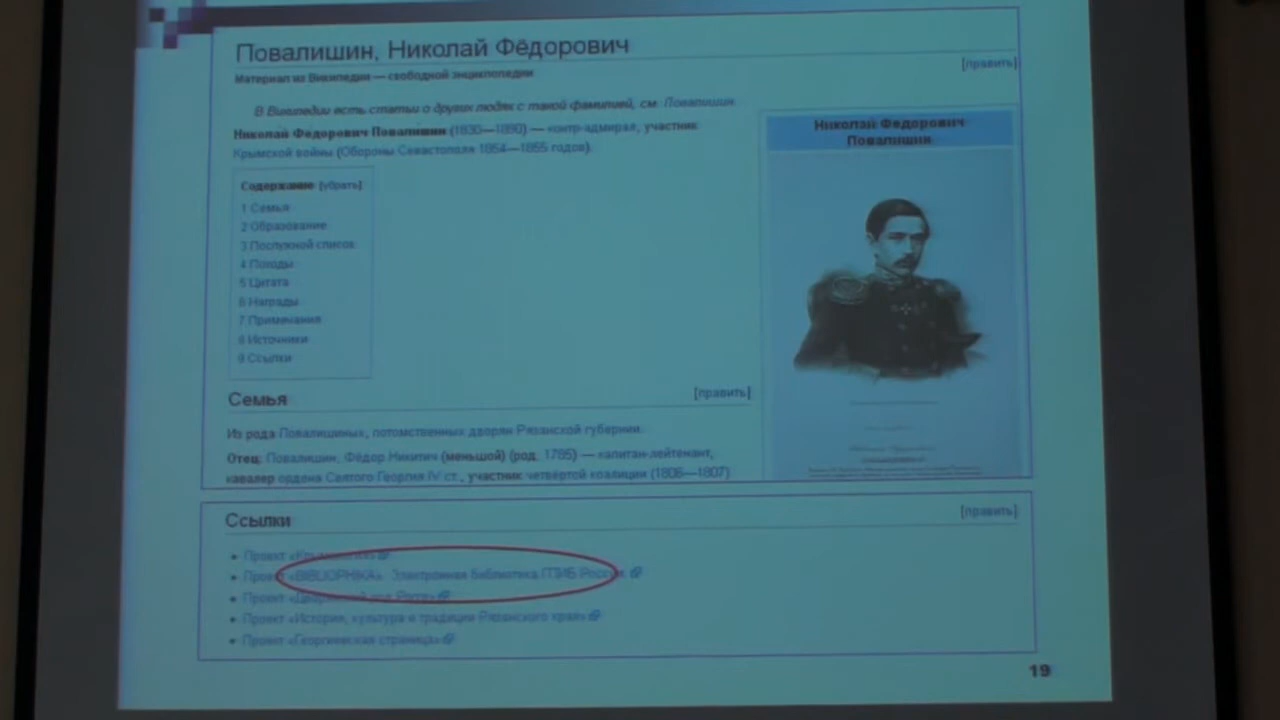 Повалишин, Николай Фёдорович
Материал из Википедии — свободной энциклопедии
[править]
В Википедии есть статьи о других людях с такой фамилией, см. Повалишин.
Николай Федорович Повалишин (1830—1890) — контр-адмирал, участник
Крымской войны (Обороны Севастополя 1854—1855 годов).
Содержание [убрать]
1 Семья
2 Образование
3 Послужной список
4 Походы
5 Цитата
6 Награды
7 Примечания
8 Источники
9 Ссылки
Николай Федорович
Повалишин
Семья
[править]
Из рода Повалишиных, потомственных дворян Рязанской губернии.
Отец: Повалишин, Фёдор Никитич (меньшой) (род. 1785) — капитан-лейтенант,
кавалер ордена Святого Георгия IV ст., участник четвёртой коалиции (1806—1807)
Ссылки
[править]
Проект
Проект «BIBLIOPHIKA». Электронная библиотека ГПИБ России
Проект
Проект «История, культура и традиции Рязанского края»
Проект «Георгиевская страница»
19